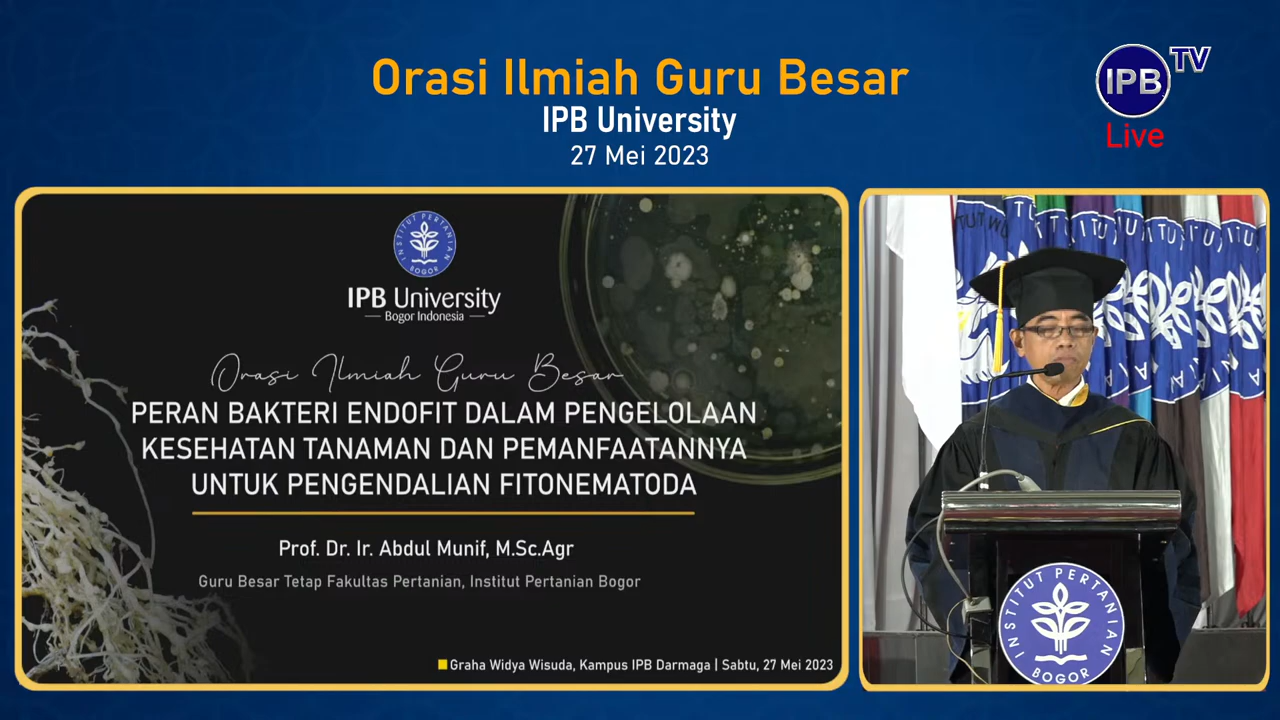 Orasi Ilmiah Guru Besar
IPB University
27 Mei 2023
IPB TV
Live
INSTITUT PERTANIAN
BOGOR
IPB University
Bogor Indonesia
Orasi Ilmiah Guru Besar
PERAN BAKTERI ENDOFIT DALAM PENGELOLAAN
KESEHATAN TANAMAN DAN PEMANFAATANNYA
UNTUK PENGENDALIAN FITONEMATODA
Prof. Dr. Ir. Abdul Munif, M.Sc.Agr
Guru Besar Tetap Fakultas Pertanian, Institut Pertanian Bogor
Graha Widya Wisuda, Kampus IPB Darmaga | Sabtu, 27 Mei 2023
INSTITUT PERTANIAN
BOGOR